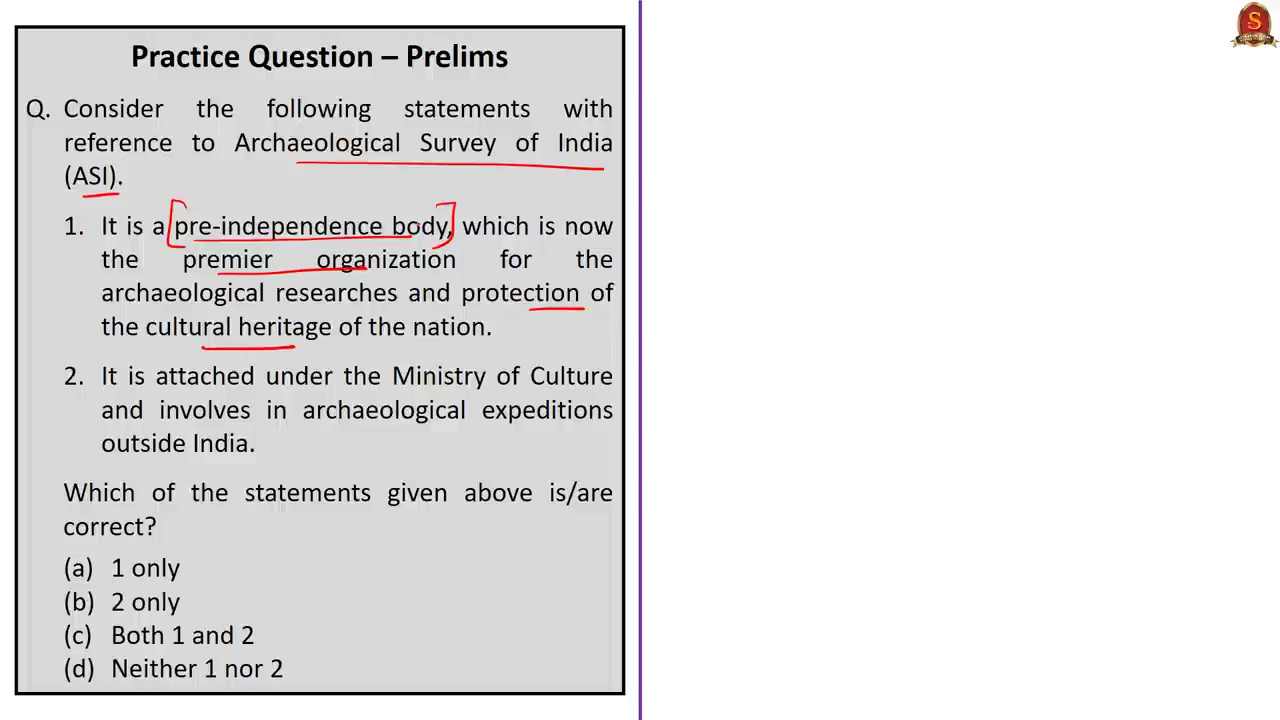 Practice Question – Prelims
Q. Consider the following statements with
reference to Archaeological Survey of India
(ASI).
1. It is a pre-independence body, which is now
the premier organization for the
archaeological researches and protection of
the cultural heritage of the nation.
2. It is attached under the Ministry of Culture
and involves in archaeological expeditions
outside India.
Which of the statements given above is/are
correct?
(a) 1 only
(b) 2 only
(c) Both 1 and 2
(d) Neither 1 nor 2
S